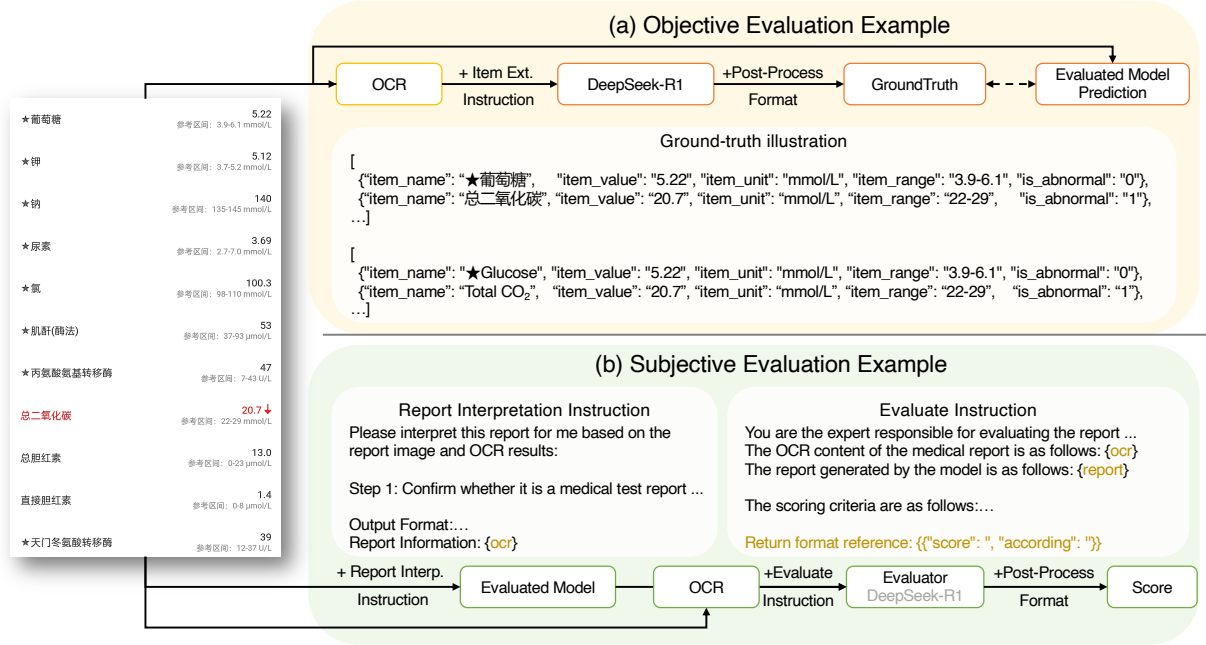 (a) Objective Evaluation Example
OCR
+ Item Ext.
Instruction
DeepSeek-R1
+Post-Process
Format
GroundTruth
Evaluated Model
Prediction
★葡萄糖
5.22
参考区间：3.9-6.1 mmol/L
★钾
5.12
参考区间：3.7-5.2 mmol/L
★钠
140
参考区间：135-145 mmol/L
★尿素
3.69
参考区间：2.7-7.0 mmol/L
★氯
100.3
参考区间：98-110 mmol/L
★肌酐(酶法)
53
参考区间：37-93 μmol/L
★丙氨酸氨基转移酶
47
参考区间：7-43 U/L
总二氧化碳
20.7 ↓
参考区间：22-29 mmol/L
总胆红素
13.0
参考区间：0-23 μmol/L
直接胆红素
1.4
参考区间：0-8 μmol/L
★天门冬氨酸转移酶
39
参考区间：12-37 U/L
Ground-truth illustration
[
{“item_name”: “★葡萄糖”, "item_value": "5.22", "item_unit": "mmol/L", "item_range": "3.9-6.1", "is_abnormal": "0"},
{“item_name”: “总二氧化碳”, “item_value”: “20.7”, “item_unit”: “mmol/L”, “item_range”: “22-29”, "is_abnormal": "1"},
…]
[
{"item_name": "★Glucose", "item_value": "5.22", "item_unit": "mmol/L", "item_range": "3.9-6.1", "is_abnormal": "0"},
{“item_name”: “Total CO₂”, “item_value”: “20.7”, “item_unit”: “mmol/L”, “item_range”: “22-29”, “is_abnormal”: “1”},
…]
(b) Subjective Evaluation Example
Report Interpretation Instruction
Please interpret this report for me based on the
report image and OCR results:
Step 1: Confirm whether it is a medical test report ...
Output Format:…
Report Information: {ocr}
Evaluate Instruction
You are the expert responsible for evaluating the report ...
The OCR content of the medical report is as follows: {ocr}
The report generated by the model is as follows: {report}
The scoring criteria are as follows:…
Return format reference: {{"score": '', "according": ''}}
+ Report Interp.
Instruction
Evaluated Model
OCR
+Evaluate
Instruction
Evaluator
DeepSeek-R1
+Post-Process
Format
Score